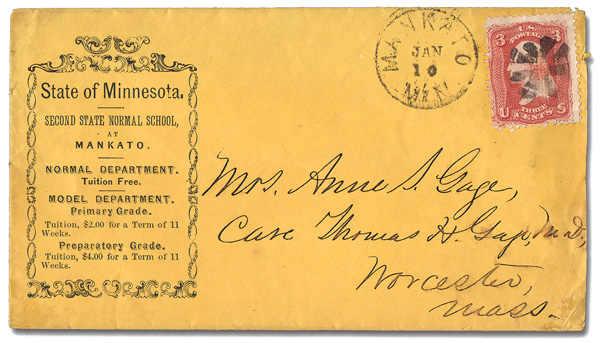 State of Minnesota,
SECOND STATE NORMAL SCHOOL,
AT
MANKATO.
NORMAL DEPARTMENT.
Tuition Free.
MODEL DEPARTMENT.
Primary Grade.
Tuition, $2.00 for a Term of 11
Weeks.
Preparatory Grade.
Tuition, $4.00 for a Term of 11
Weeks.
MANKATO
JAN
10
MIN.
3 3
U.S. POSTAGE
U S
THREE
CENTS
Mrs. Anne S. Gage,
Care Thomas H. Gage, M.D.,
Worcester,
Mass.